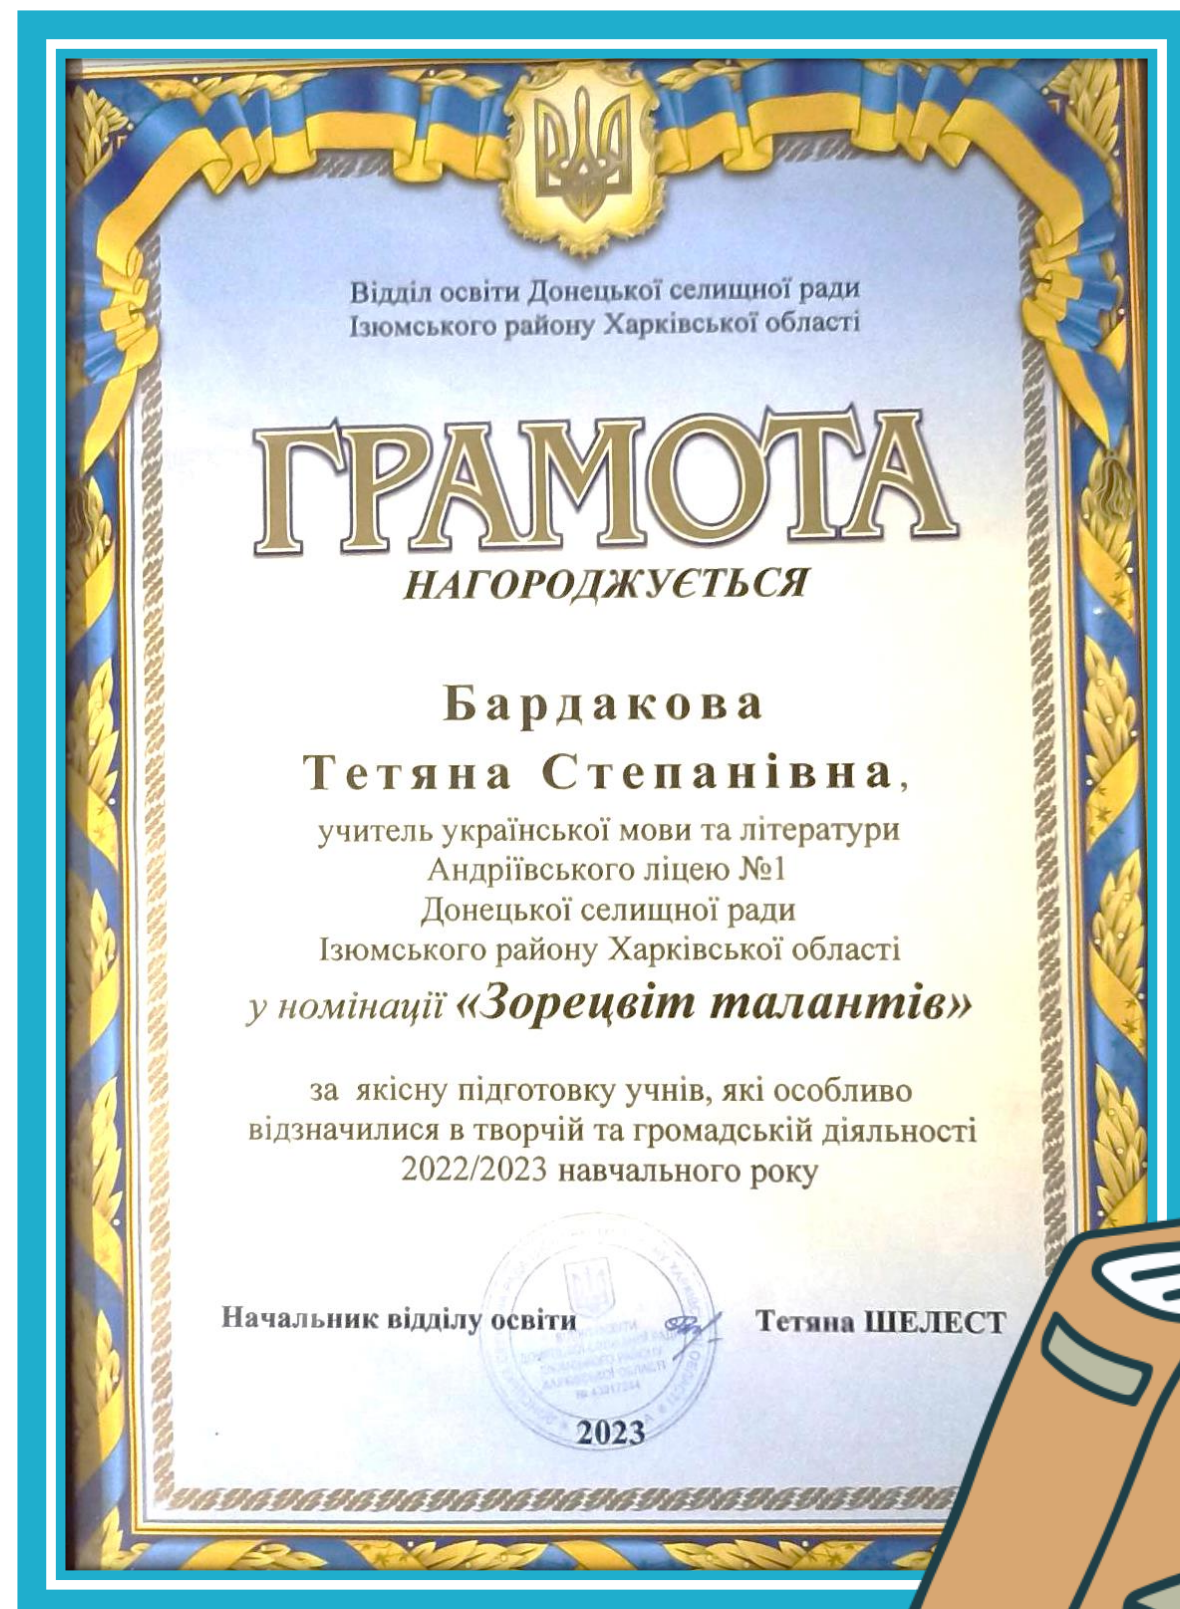 Відділ освіти Донецької селищної ради
Ізюмського району Харківської області
ГРАМОТА
НАГОРОДЖУЄТЬСЯ
Бардакова
Тетяна Степанівна,
учитель української мови та літератури
Андріївського ліцею №1
Донецької селищної ради
Ізюмського району Харківської області
у номінації «Зорецвіт талантів»
за якісну підготовку учнів, які особливо
відзначилися в творчій та громадській діяльності
2022/2023 навчального року
Начальник відділу освіти Тетяна ШЕЛЕСТ
2023